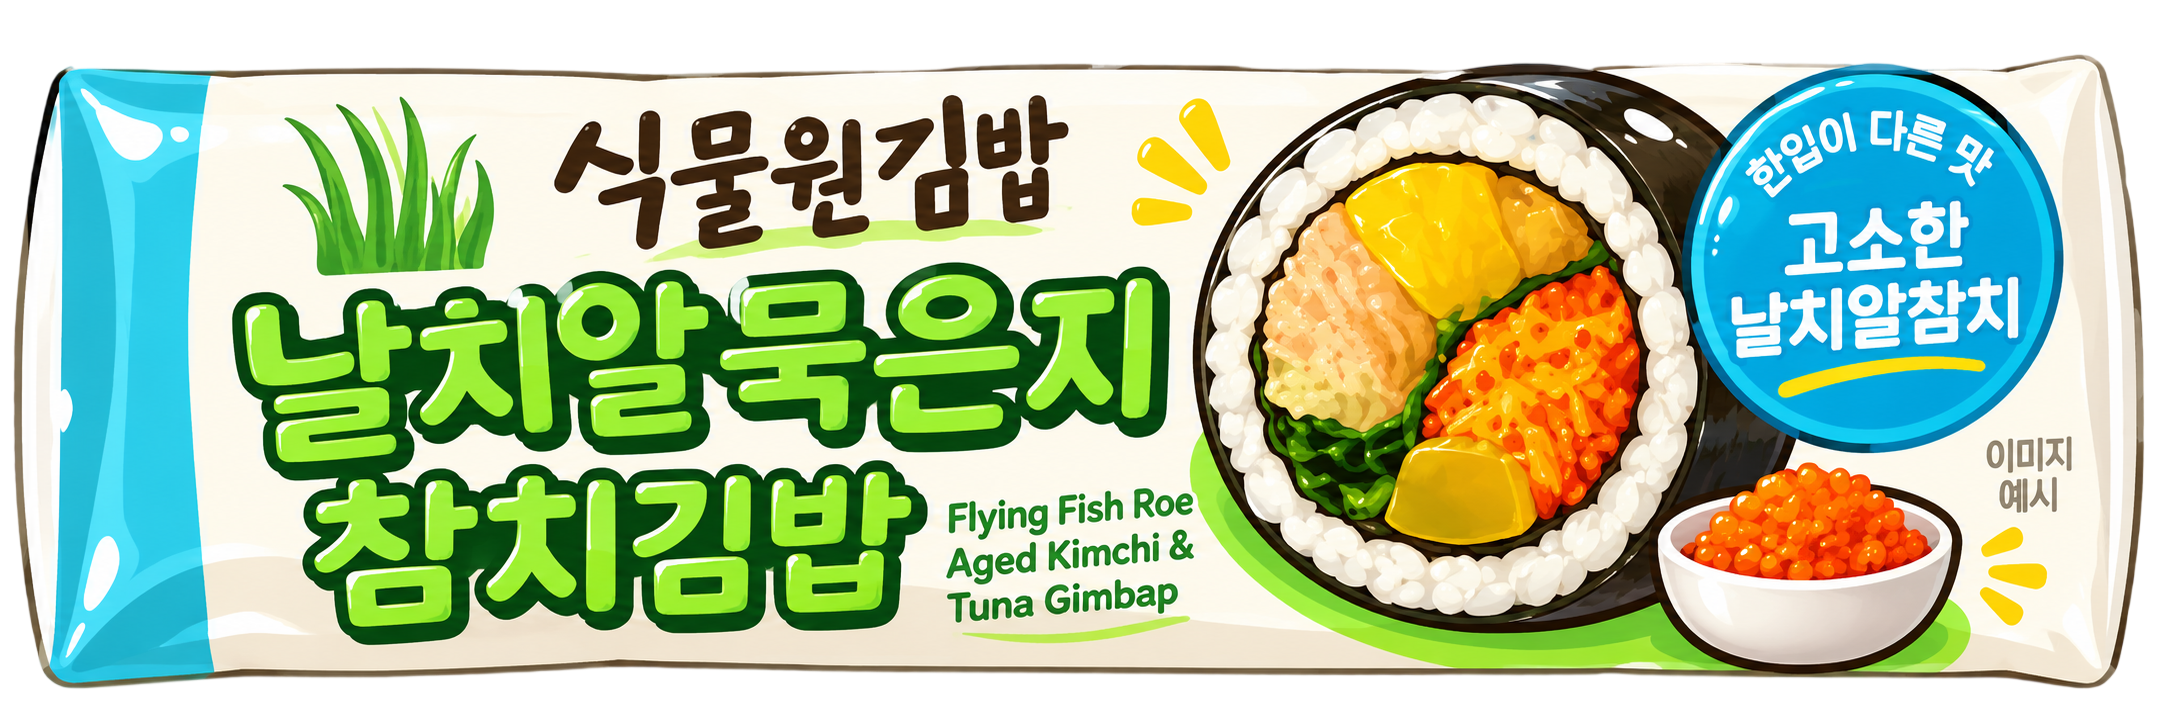 식물원김밥
날치알묵은지
참치김밥
Flying Fish Roe
Aged Kimchi &
Tuna Gimbap
한입이 다른 맛
고소한
날치알참치
이미지
예시